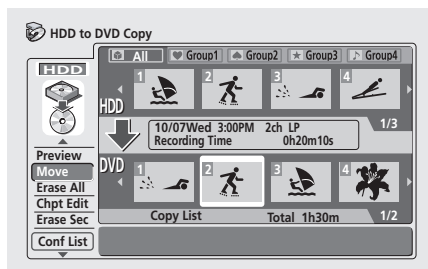 HDD to DVD Copy
All Group1 Group2 Group3 Group4
HDD
1 2 3 4
HDD
10/07Wed 3:00PM 2ch LP
Recording Time 0h20m10s
1/3
Preview
Move
Erase All
Chpt Edit
Erase Sec
Conf List
DVD
1 2 3 4
Copy List Total 1h30m 1/2